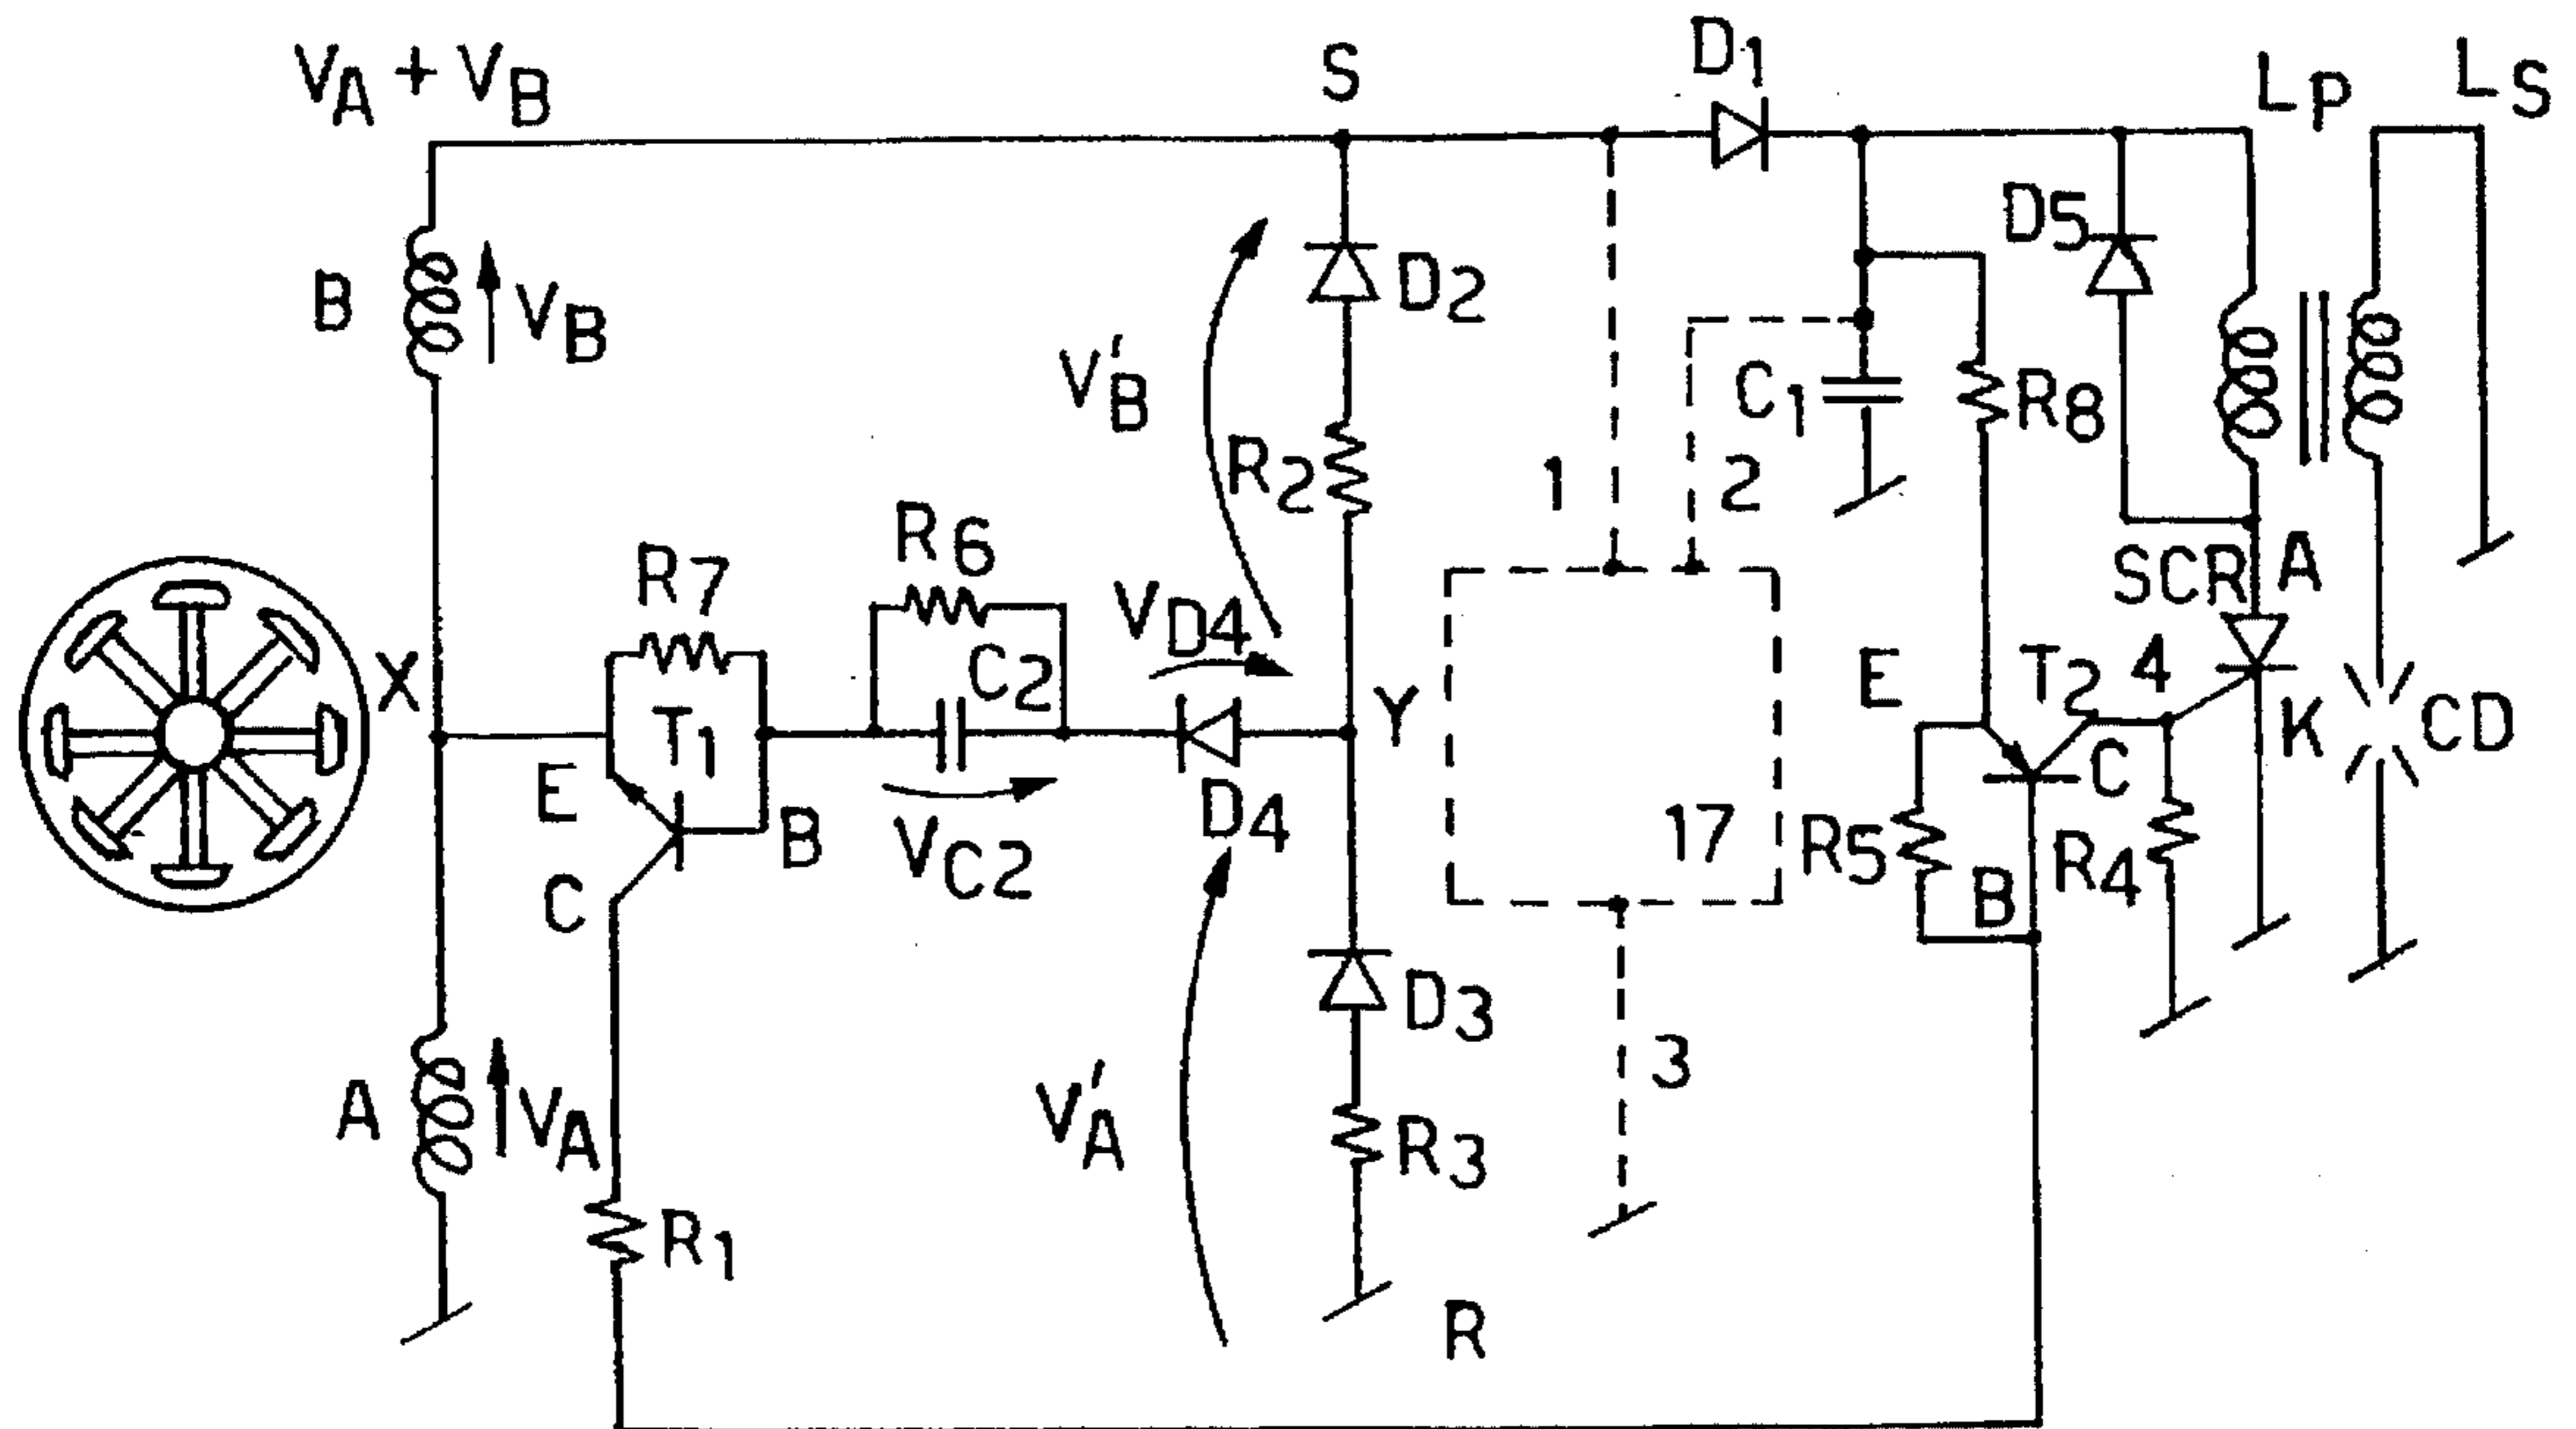 VA + VB
S
D1
LP
LS
B
VB
V'B
D2
D5
R2
C1
R8
1
2
R6
R7
VD4
SCR
A
X
T1
C2
Y
E
T2
4
K
CD
E
B
VC2
D4
17
R5
C
R4
B
C
D3
A
VA
V'A
3
R3
R1
R